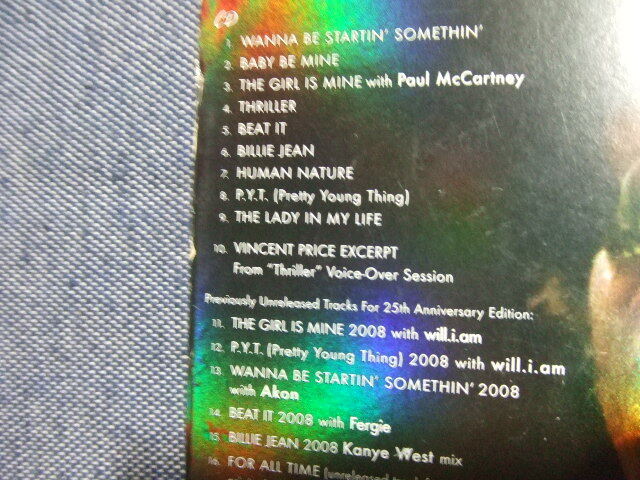 CD
1. WANNA BE STARTIN' SOMETHIN'
2. BABY BE MINE
3. THE GIRL IS MINE with Paul McCartney
4. THRILLER
5. BEAT IT
6. BILLIE JEAN
7. HUMAN NATURE
8. P.Y.T. (Pretty Young Thing)
9. THE LADY IN MY LIFE
10. VINCENT PRICE EXCERPT
From "Thriller" Voice-Over Session
Previously Unreleased Tracks For 25th Anniversary Edition:
11. THE GIRL IS MINE 2008 with will.i.am
12. P.Y.T. (Pretty Young Thing) 2008 with will.i.am
13. WANNA BE STARTIN' SOMETHIN' 2008
with Akon
14. BEAT IT 2008 with Fergie
15. BILLIE JEAN 2008 Kanye West mix
16. FOR ALL TIME (unreleased